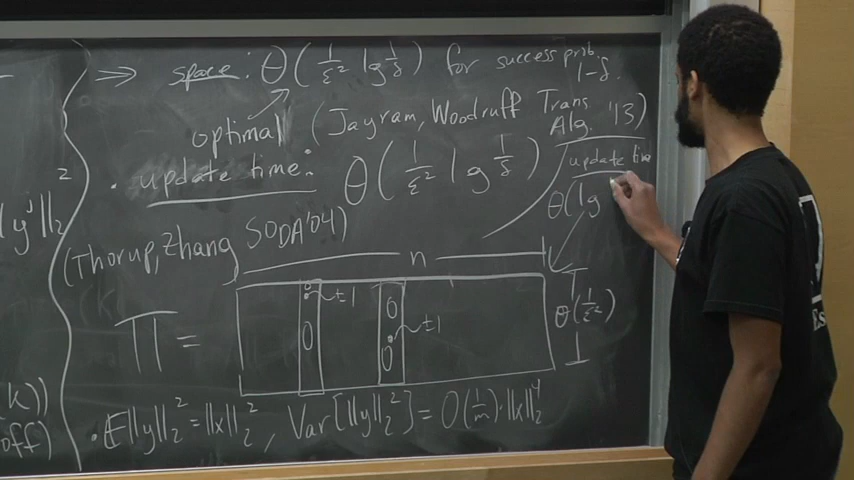 ⇒ space: Θ(1/ε² lg 1/δ) for success prob. 1-δ.
optimal (Jayram, Woodruff Trans Alg. '13)
· update time: Θ(1/ε² lg 1/δ)
update time
Θ(lg
² 
y^j||₂
(Thorup, Zhang SODA'04)
n
0
±1
0
0
±1
0
Π =
Θ(1/ε²)
k))
off)
· E||y||₂² = ||x||₂², Var[||y||₂²] = O(1/m)·||x||₂⁴